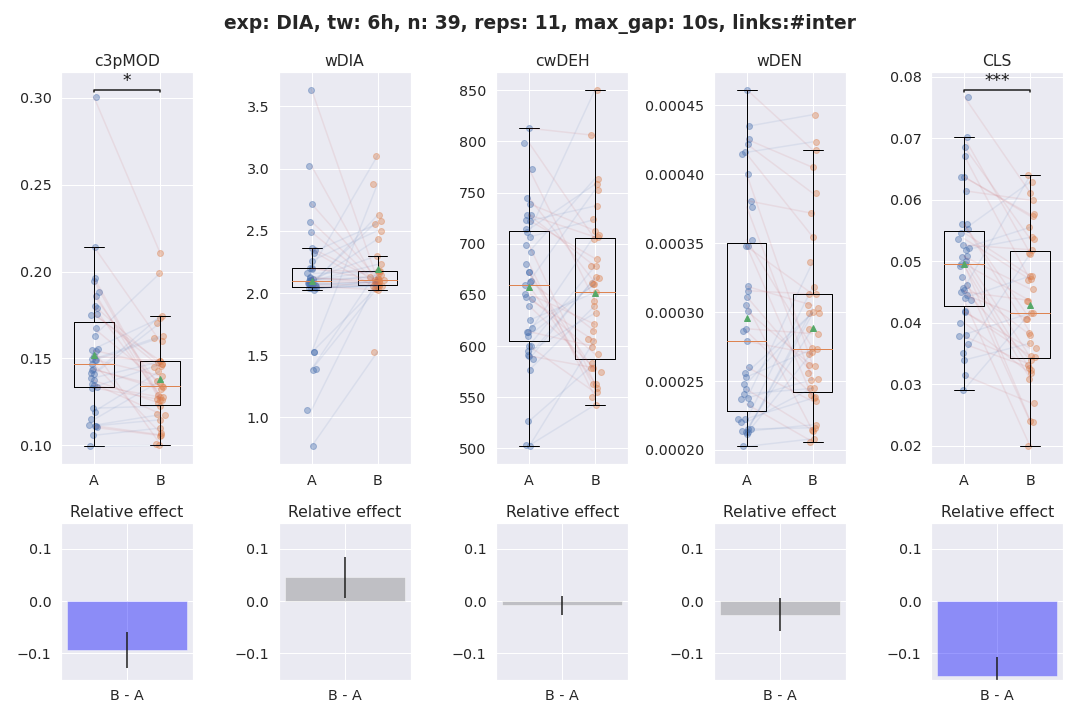 exp: DIA, tw: 6h, n: 39, reps: 11, max_gap: 10s, links:#inter
c3pMOD wDIA cwDEH wDEN CLS
* ***
0.30 0.25 0.20 0.15 0.10
3.5 3.0 2.5 2.0 1.5 1.0
850 800 750 700 650 600 550 500
0.00045 0.00040 0.00035 0.00030 0.00025 0.00020
0.08 0.07 0.06 0.05 0.04 0.03 0.02
A B A B A B A B A B
Relative effect Relative effect Relative effect Relative effect Relative effect
0.1 0.1 0.1 0.1 0.1
0.0 0.0 0.0 0.0 0.0
−0.1 −0.1 −0.1 −0.1 −0.1
B - A B - A B - A B - A B - A